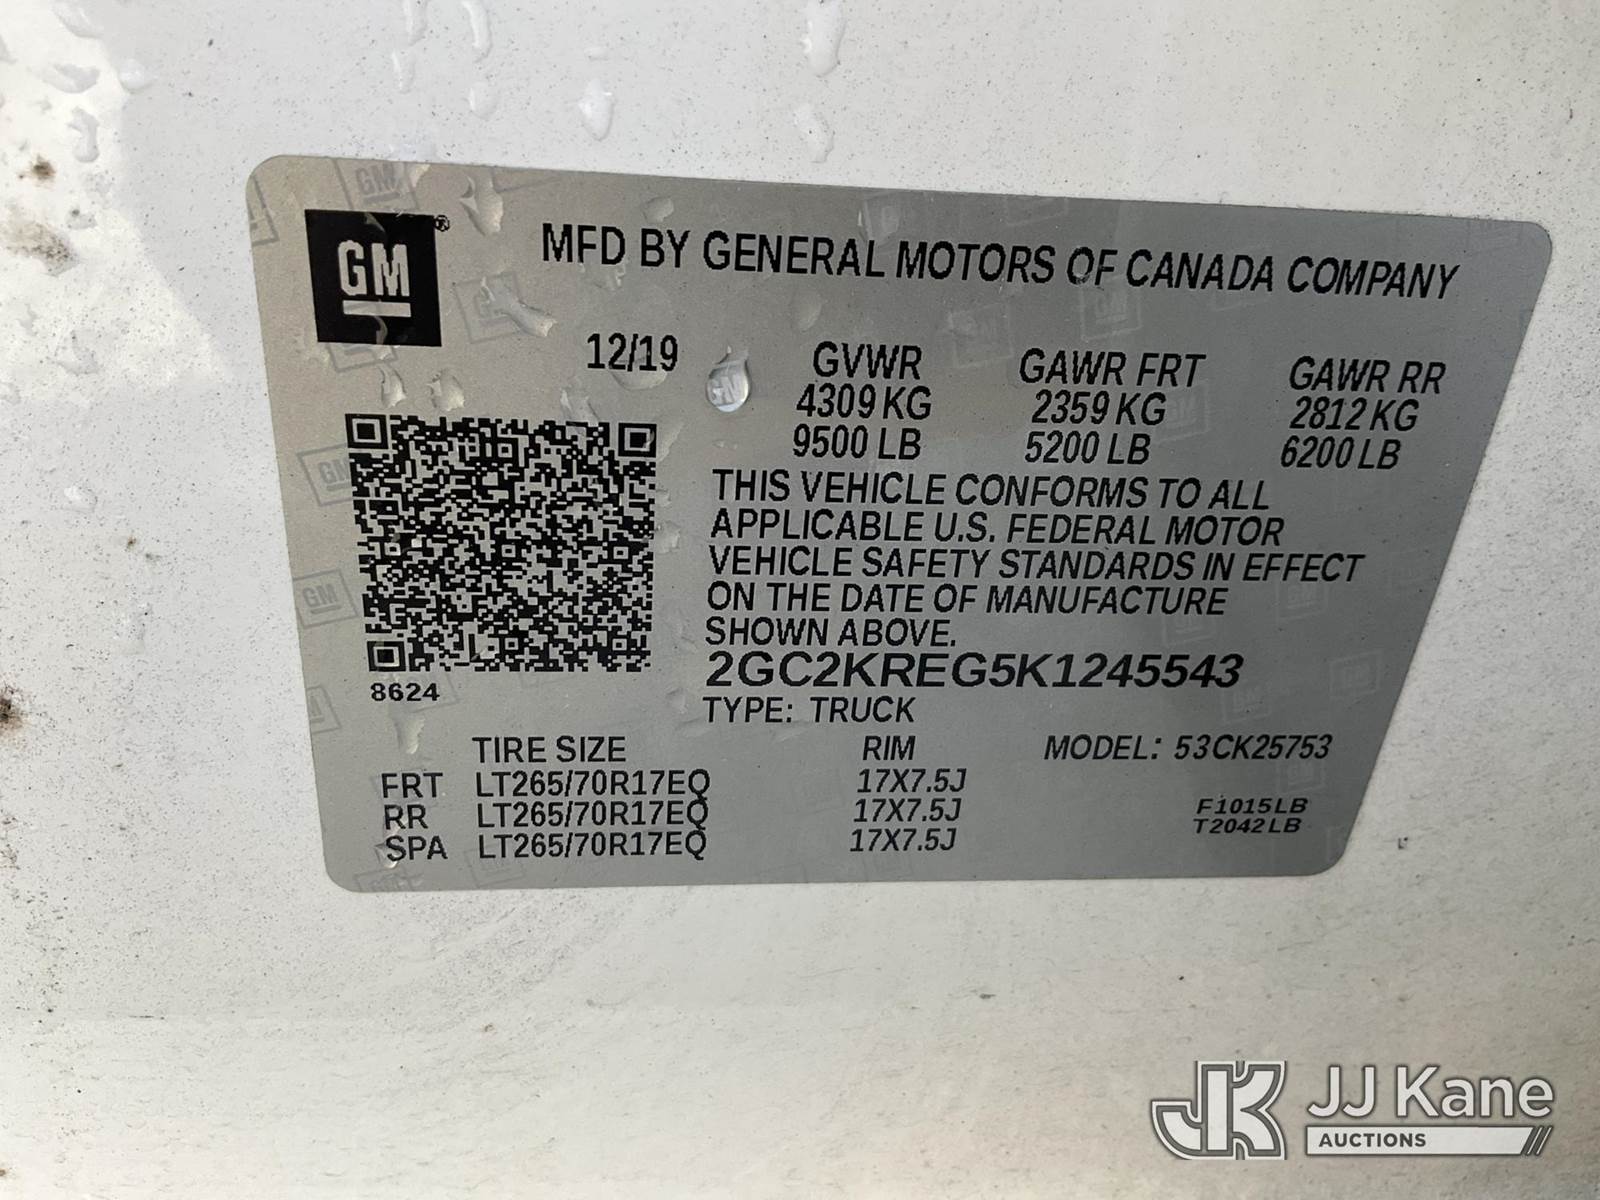 GM®
MFD BY GENERAL MOTORS OF CANADA COMPANY
12/19
GVWR GAWR FRT GAWR RR
4309 KG 2359 KG 2812 KG
9500 LB 5200 LB 6200 LB
THIS VEHICLE CONFORMS TO ALL
APPLICABLE U.S. FEDERAL MOTOR
VEHICLE SAFETY STANDARDS IN EFFECT
ON THE DATE OF MANUFACTURE
SHOWN ABOVE.
2GC2KREG5K1245543
8624
TYPE: TRUCK
TIRE SIZE RIM MODEL: 53CK25753
FRT LT265/70R17EQ 17X7.5J
RR LT265/70R17EQ 17X7.5J F1015LB
SPA LT265/70R17EQ 17X7.5J T2042LB
JK JJ Kane
AUCTIONS